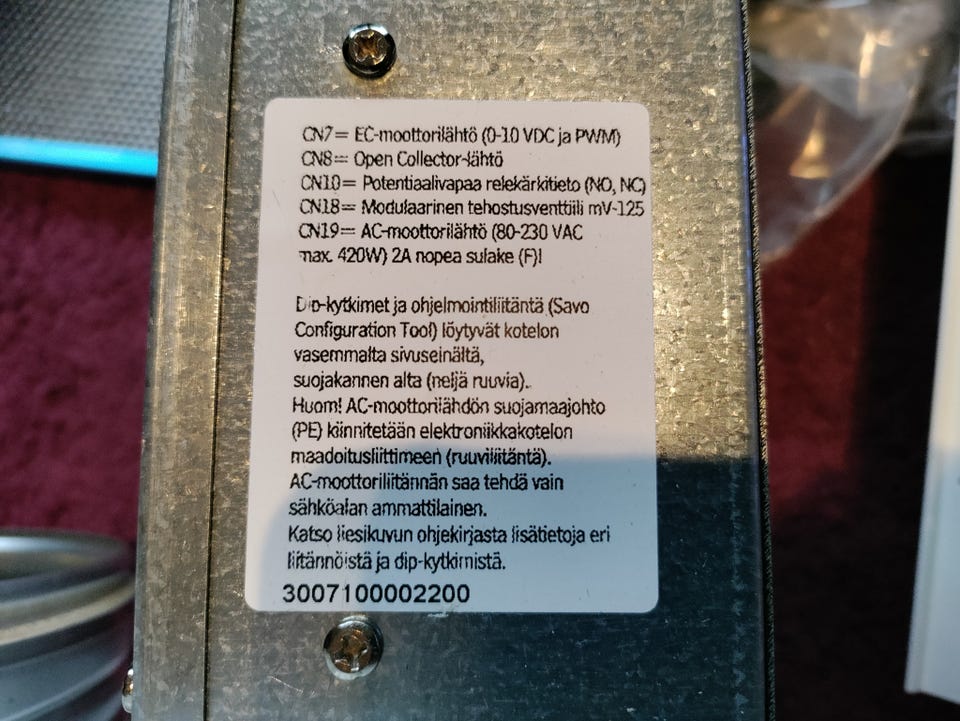 CN7= EC-moottorilähtö (0-10 VDC ja PWM)
CN8= Open Collector-lähtö
CN10= Potentiaalivapaa relekärkitieto (NO, NC)
CN18= Modulaarinen tehostusventtiili mV-125
CN19= AC-moottorilähtö (80-230 VAC
max. 420W) 2A nopea sulake (F)!
Dip-kytkimet ja ohjelmointiliitäntä (Savo
Configuration Tool) löytyvät kotelon
vasemmalta sivuseinältä,
suojakannen alta (neljä ruuvia).
Huom! AC-moottorilähdön suojamaajohto
(PE) kiinnitetään elektroniikkakotelon
maadoitusliittimeen (ruuviliitäntä).
AC-moottoriliitännän saa tehdä vain
sähköalan ammattilainen.
Katso liesikuvun ohjekirjasta lisätietoja eri
liitännöistä ja dip-kytkimistä.
3007100002200